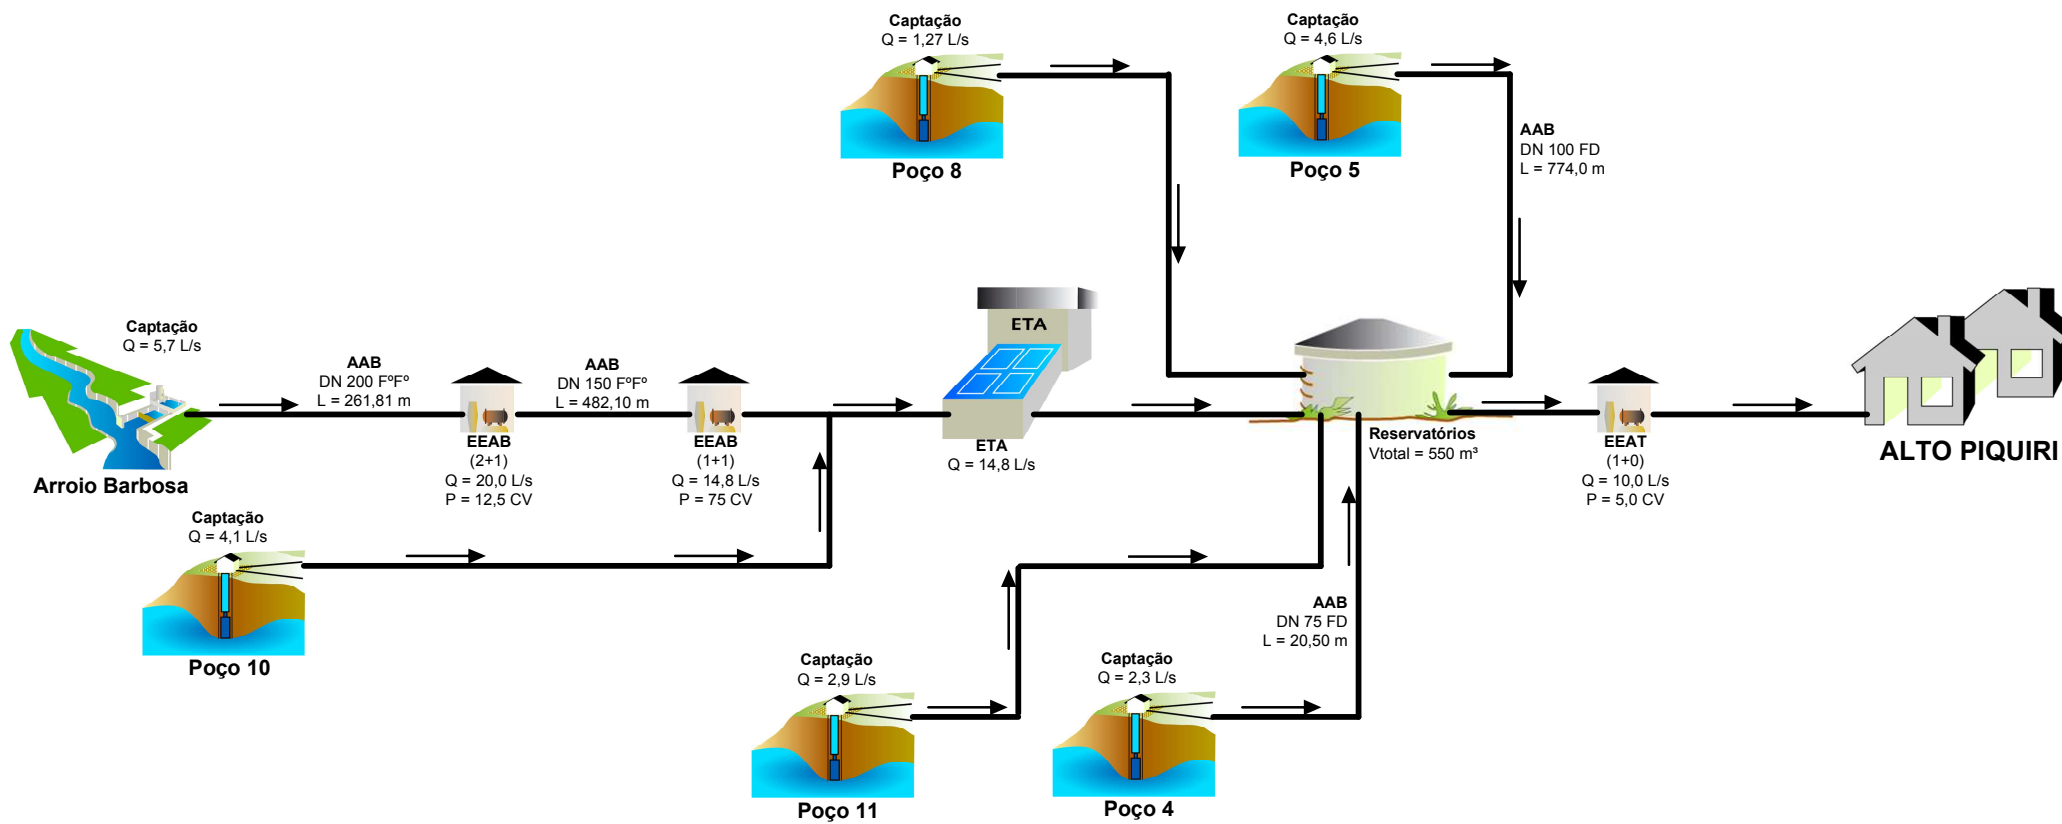 Captação
Q = 1,27 L/s
Poço 8
Captação
Q = 4,6 L/s
Poço 5
AAB
DN 100 FD
L = 774,0 m
Captação
Q = 5,7 L/s
Arroio Barbosa
AAB
DN 200 FºFº
L = 261,81 m
EEAB
(2+1)
Q = 20,0 L/s
P = 12,5 CV
AAB
DN 150 FºFº
L = 482,10 m
EEAB
(1+1)
Q = 14,8 L/s
P = 75 CV
ETA
ETA
Q = 14,8 L/s
Reservatórios
Vtotal = 550 m³
EEAT
(1+0)
Q = 10,0 L/s
P = 5,0 CV
ALTO PIQUIRI
Captação
Q = 4,1 L/s
Poço 10
Captação
Q = 2,9 L/s
Poço 11
Captação
Q = 2,3 L/s
Poço 4
AAB
DN 75 FD
L = 20,50 m